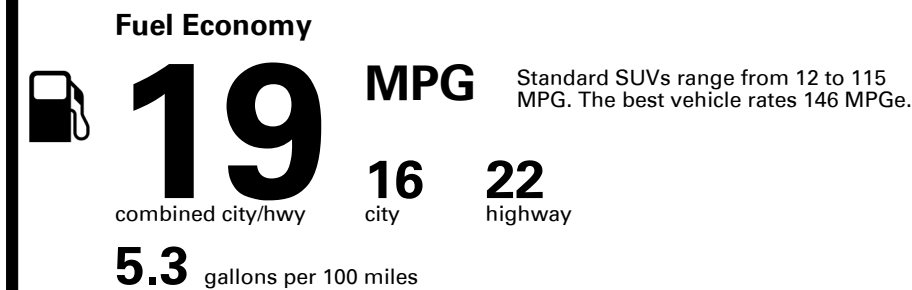 Fuel Economy
19 MPG
Standard SUVs range from 12 to 115
MPG. The best vehicle rates 146 MPGe.
16 22
combined city/hwy city highway
5.3 gallons per 100 miles